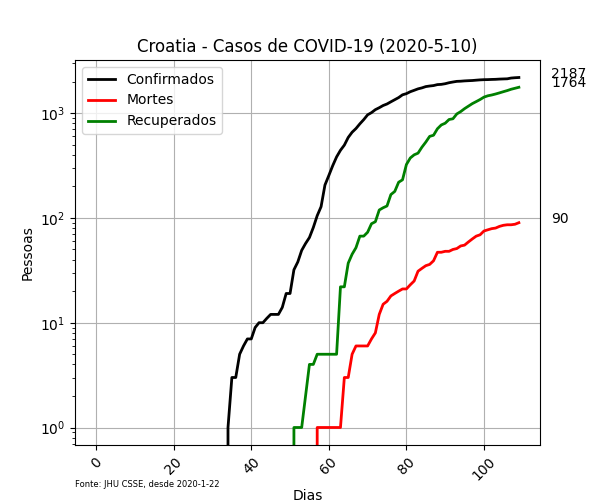 Croatia - Casos de COVID-19 (2020-5-10)
Confirmados
Mortes
Recuperados
2187
1764
90
10³
10²
10¹
10⁰
Pessoas
0 20 40 60 80 100
Fonte: JHU CSSE, desde 2020-1-22
Dias